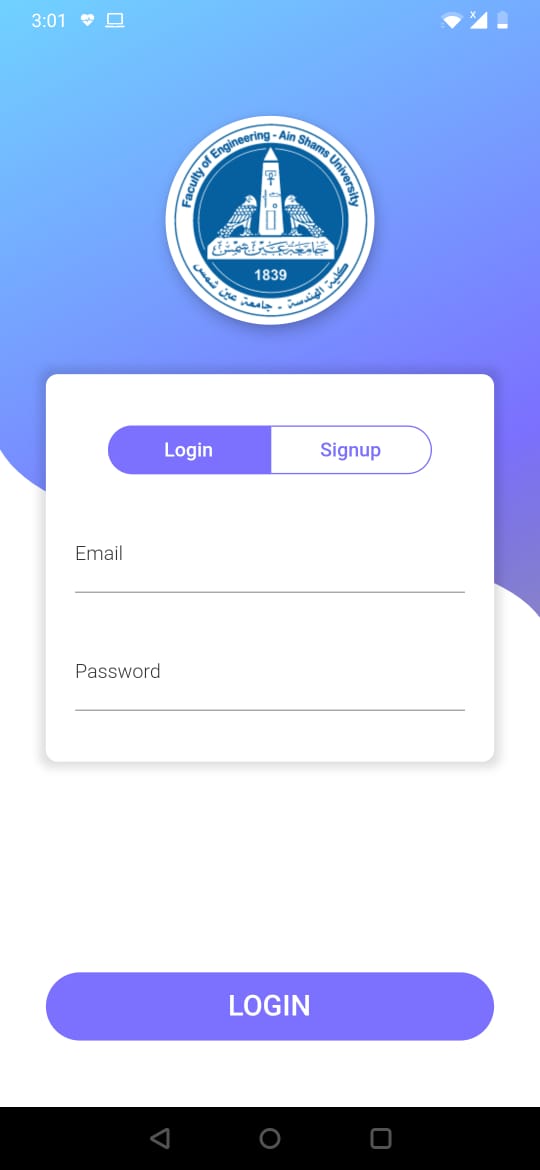 3:01
x
Faculty of Engineering - Ain Shams University
جامعة عين شمس
1839
كلية الهندسة - جامعة عين شمس
Login
Signup
Email
Password
LOGIN